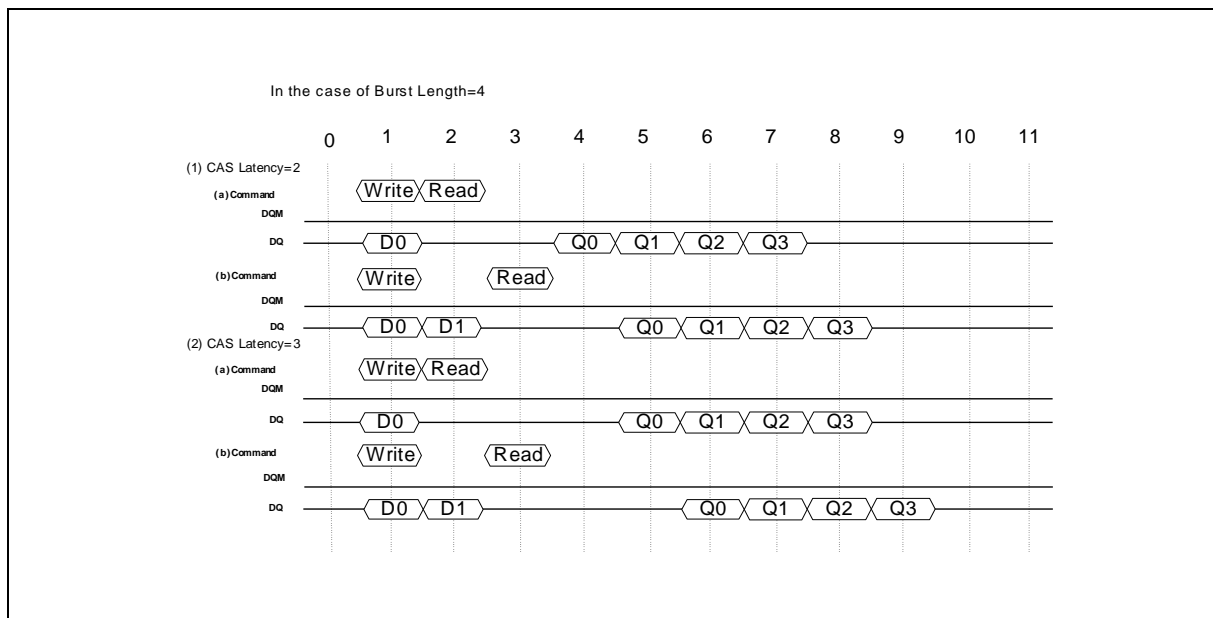 In the case of Burst Length=4
0 1 2 3 4 5 6 7 8 9 10 11
(1) CAS Latency=2
(a)Command Write Read
DQM
DQ D0 Q0 Q1 Q2 Q3
(b)Command Write Read
DQM
DQ D0 D1 Q0 Q1 Q2 Q3
(2) CAS Latency=3
(a)Command Write Read
DQM
DQ D0 Q0 Q1 Q2 Q3
(b)Command Write Read
DQM
DQ D0 D1 Q0 Q1 Q2 Q3